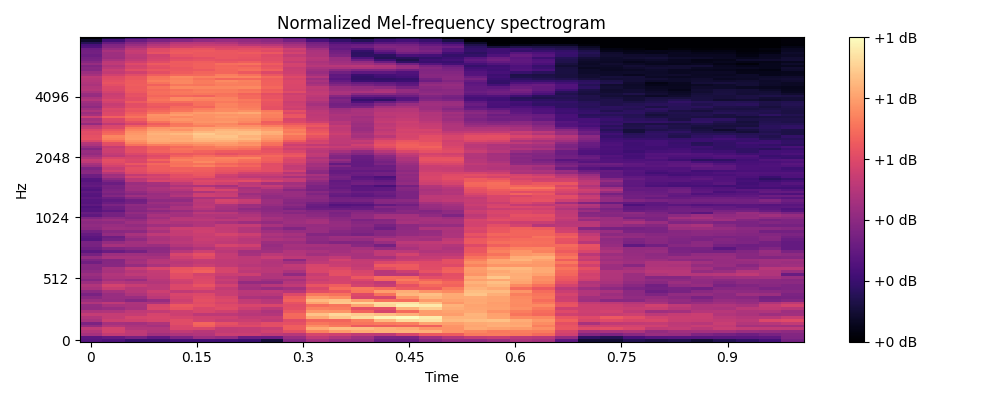 Normalized Mel-frequency spectrogram
Hz
4096
2048
1024
512
0
0 0.15 0.3 0.45 0.6 0.75 0.9
Time
+1 dB
+1 dB
+1 dB
+0 dB
+0 dB
+0 dB